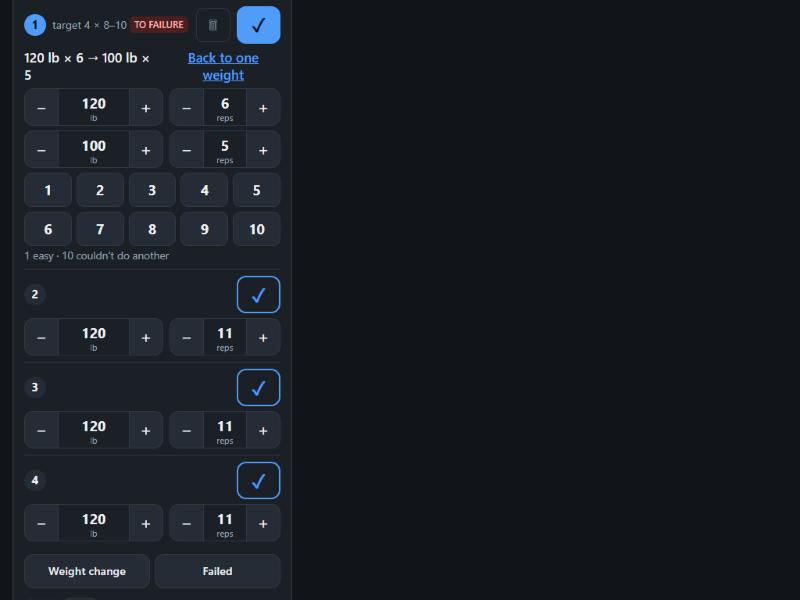 1 target 4 × 8–10 TO FAILURE ✓
120 lb × 6 → 100 lb ×
5
Back to one
weight
− 120 lb + − 6 reps +
− 100 lb + − 5 reps +
1 2 3 4 5
6 7 8 9 10
1 easy · 10 couldn't do another
2 ✓
− 120 lb + − 11 reps +
3 ✓
− 120 lb + − 11 reps +
4 ✓
− 120 lb + − 11 reps +
Weight change Failed